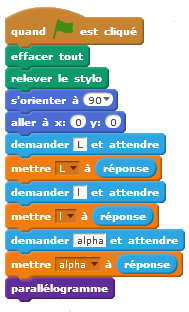 quand est cliqué
effacer tout
relever le stylo
s'orienter à 90
aller à x: 0 y: 0
demander L et attendre
mettre L à réponse
demander l et attendre
mettre l à réponse
demander alpha et attendre
mettre alpha à réponse
parallélogramme